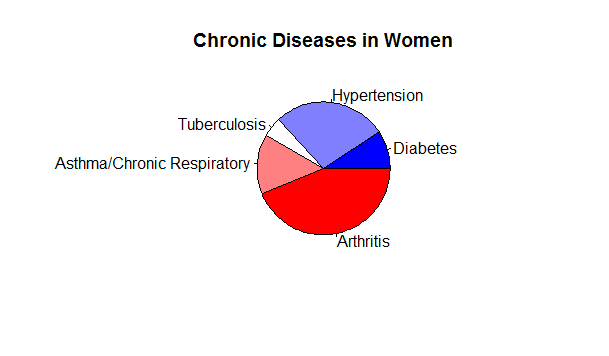 Chronic Diseases in Women
Hypertension
Tuberculosis
Diabetes
Asthma/Chronic Respiratory
Arthritis